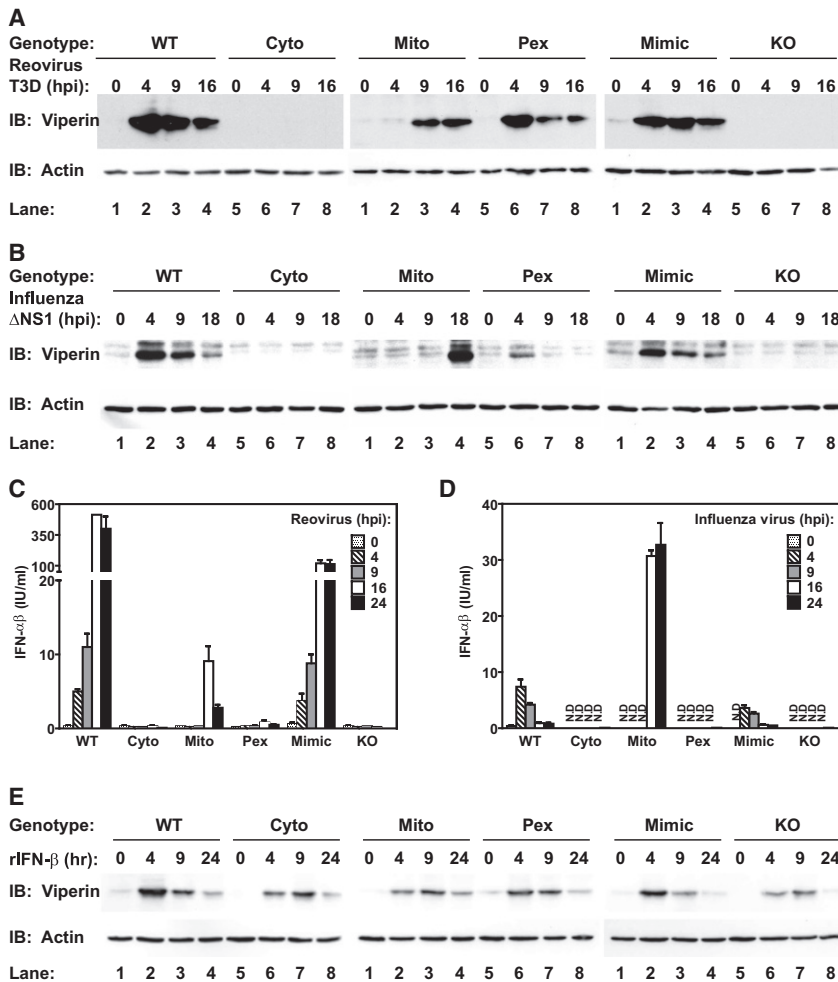 A
Genotype: WT Cyto Mito Pex Mimic KO
Reovirus
T3D (hpi): 0 4 9 16 0 4 9 16 0 4 9 16 0 4 9 16 0 4 9 16 0 4 9 16
IB: Viperin
IB: Actin
Lane: 1 2 3 4 5 6 7 8 1 2 3 4 5 6 7 8 1 2 3 4 5 6 7 8
B
Genotype: WT Cyto Mito Pex Mimic KO
Influenza
ΔNS1 (hpi): 0 4 9 18 0 4 9 18 0 4 9 18 0 4 9 18 0 4 9 18 0 4 9 18
IB: Viperin
IB: Actin
Lane: 1 2 3 4 5 6 7 8 1 2 3 4 5 6 7 8 1 2 3 4 5 6 7 8
C
IFN-αβ (IU/ml)
600
350
100
20
10
0
Reovirus (hpi):
0
4
9
16
24
WT Cyto Mito Pex Mimic KO
D
IFN-αβ (IU/ml)
40
30
20
10
0
Influenza virus (hpi):
0
4
9
16
24
N.D N.D N.D N.D N.D N.D N.D N.D N.D N.D N.D N.D N.D N.D N.D N.D
WT Cyto Mito Pex Mimic KO
E
Genotype: WT Cyto Mito Pex Mimic KO
rIFN-β (hr): 0 4 9 24 0 4 9 24 0 4 9 24 0 4 9 24 0 4 9 24 0 4 9 24
IB: Viperin
IB: Actin
Lane: 1 2 3 4 5 6 7 8 1 2 3 4 5 6 7 8 1 2 3 4 5 6 7 8